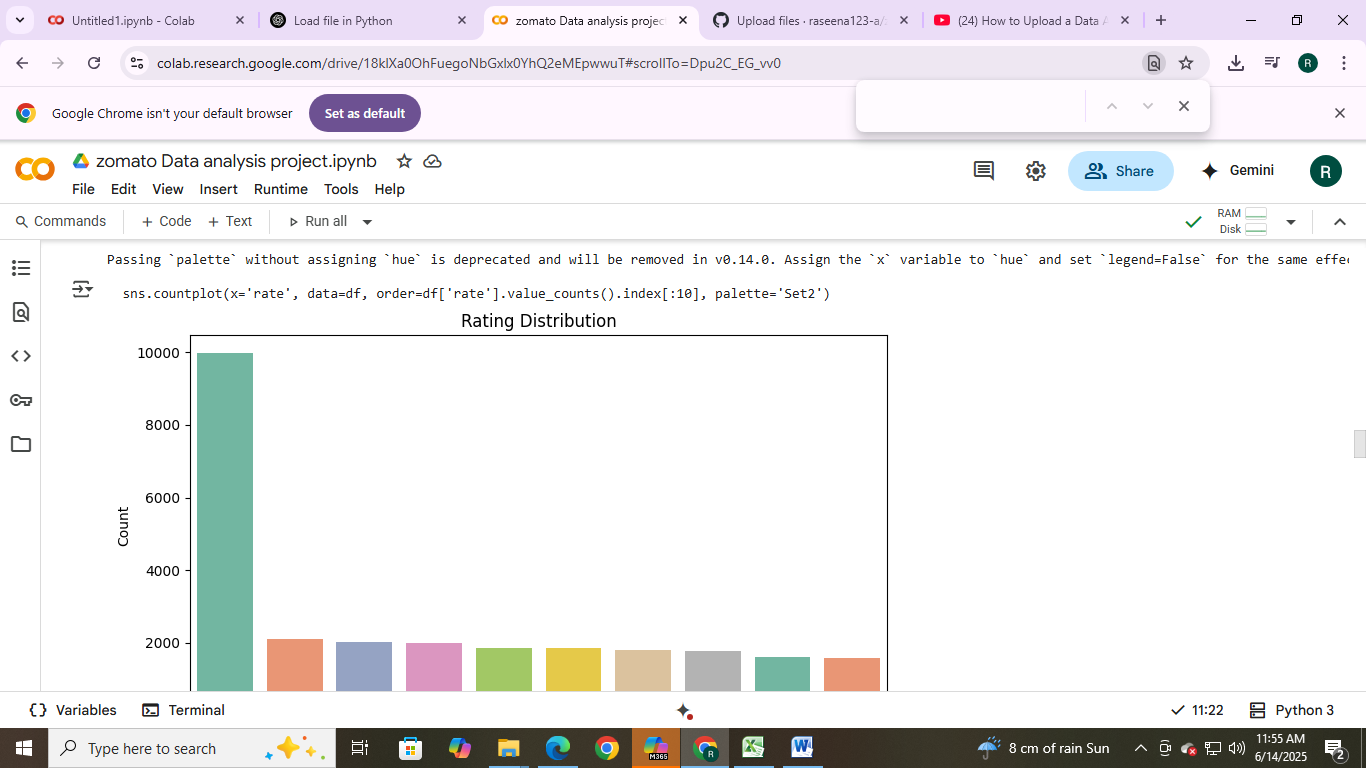 Untitled1.ipynb - Colab
Load file in Python
zomato Data analysis projec
Upload files · raseena123-a/
(24) How to Upload a Data A
colab.research.google.com/drive/18klXa0OhFuegoNbGxlx0YhQ2eMEpwwuT#scrollTo=Dpu2C_EG_vv0
R
Google Chrome isn't your default browser
Set as default
zomato Data analysis project.ipynb
File Edit View Insert Runtime Tools Help
Share
Gemini
R
Commands
+ Code + Text
Run all
RAM
Disk
Passing `palette` without assigning `hue` is deprecated and will be removed in v0.14.0. Assign the `x` variable to `hue` and set `legend=False` for the same effec
sns.countplot(x='rate', data=df, order=df['rate'].value_counts().index[:10], palette='Set2')
Rating Distribution
10000
8000
6000
4000
2000
Count
Variables
Terminal
11:22
Python 3
Type here to search
M365
R
8 cm of rain Sun
11:55 AM
6/14/2025
2